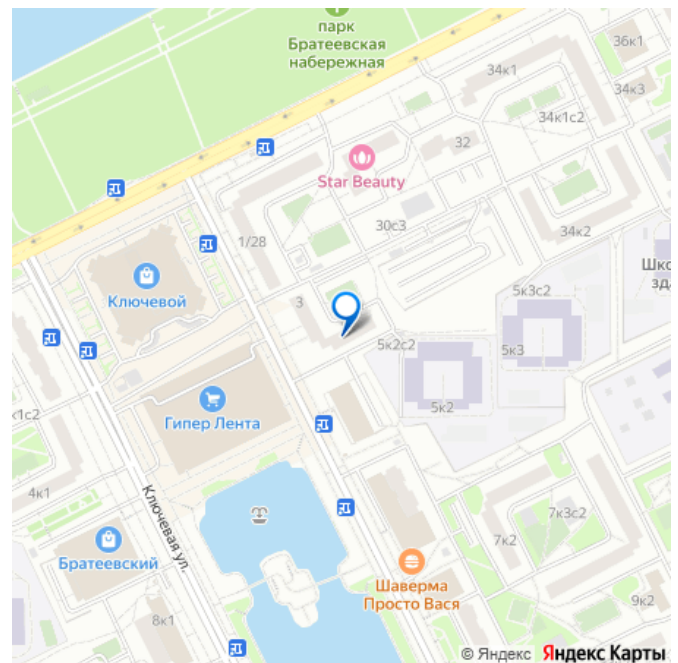 парк
Братеевская
набережная
36к1
34к1
34к3
34к1с2
32
Star Beauty
30с3
34к2
1/28
Шко
зда
Ключевой
5к3с2
3
5к2с2
5к3
Гипер Лента
5к2
к1с2
4к1
Ключевая ул.
7к3с2
7к2
Братеевский
Шаверма
Просто Вася
9к2
8к1
© Яндекс Яндекс Карты